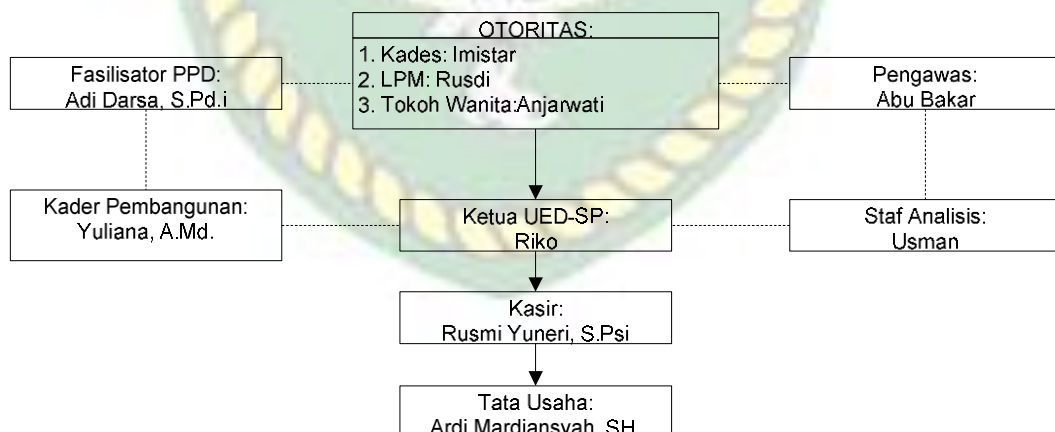 OTORITAS:
1. Kades: Imistar
2. LPM: Rusdi
3. Tokoh Wanita:Anjarwati
Fasilisator PPD:
Adi Darsa, S.Pd.i
Pengawas:
Abu Bakar
Kader Pembangunan:
Yuliana, A.Md.
Ketua UED-SP:
Riko
Staf Analisis:
Usman
Kasir:
Rusmi Yuneri, S.Psi
Tata Usaha:
Ardi Mardiansyah, SH